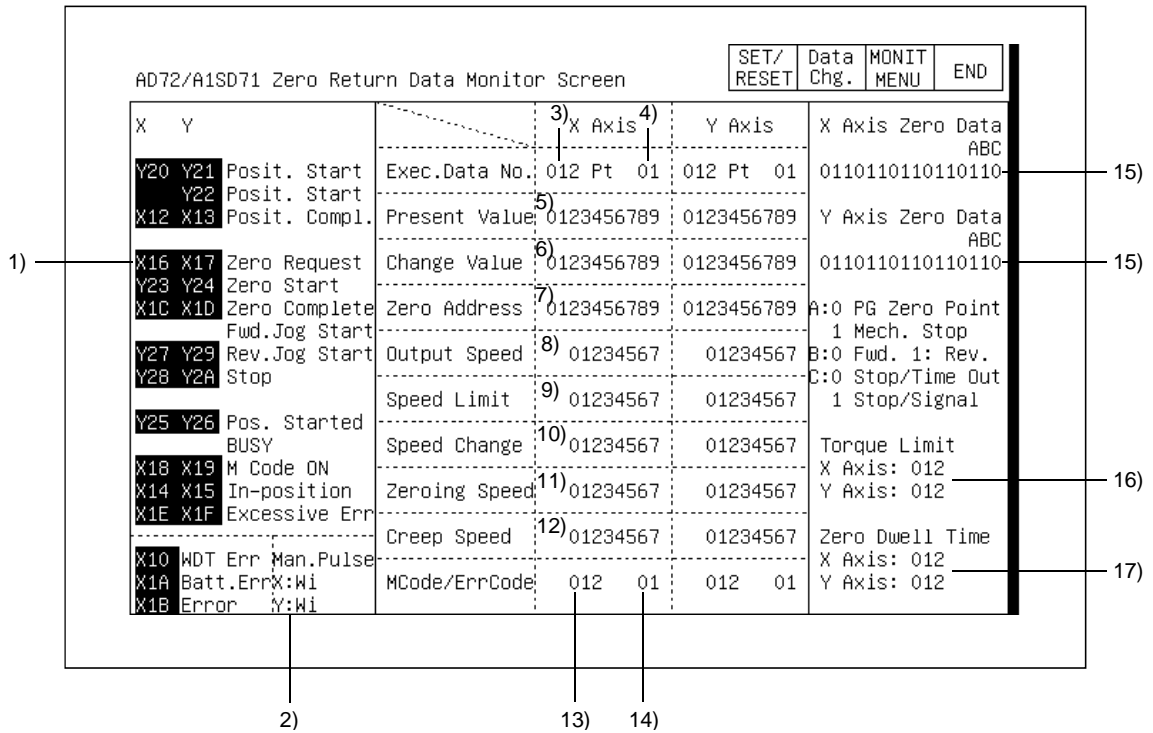 AD72/A1SD71 Zero Return Data Monitor Screen
SET/ RESET
Data Chg.
MONIT MENU
END
X Y
Y20 Y21 Posit. Start
Y22 Posit. Start
X12 X13 Posit. Compl.
1)
X16 X17 Zero Request
Y23 Y24 Zero Start
X1C X1D Zero Complete
Fwd.Jog Start
Y27 Y29 Rev.Jog Start
Y28 Y2A Stop
Y25 Y26 Pos. Started
BUSY
X18 X19 M Code ON
X14 X15 In-position
X1E X1F Excessive Err
X10 WDT Err Man.Pulse
X1A Batt.Err X:Wi
X1B Error Y:Wi
2)
3) X Axis 4) Y Axis
Exec.Data No. 012 Pt 01 012 Pt 01
5)
Present Value 0123456789 0123456789
6)
Change Value 0123456789 0123456789
7)
Zero Address 0123456789 0123456789
Output Speed 8) 01234567 01234567
Speed Limit 9) 01234567 01234567
Speed Change 10) 01234567 01234567
Zeroing Speed 11) 01234567 01234567
Creep Speed 12) 01234567 01234567
MCode/ErrCode 012 01 012 01
13) 14)
X Axis Zero Data
ABC
0110110110110110 15)
Y Axis Zero Data
ABC
0110110110110110 15)
A:0 PG Zero Point
1 Mech. Stop
B:0 Fwd. 1: Rev.
C:0 Stop/Time Out
1 Stop/Signal
Torque Limit
X Axis: 012
Y Axis: 012
16)
Zero Dwell Time
X Axis: 012
Y Axis: 012
17)